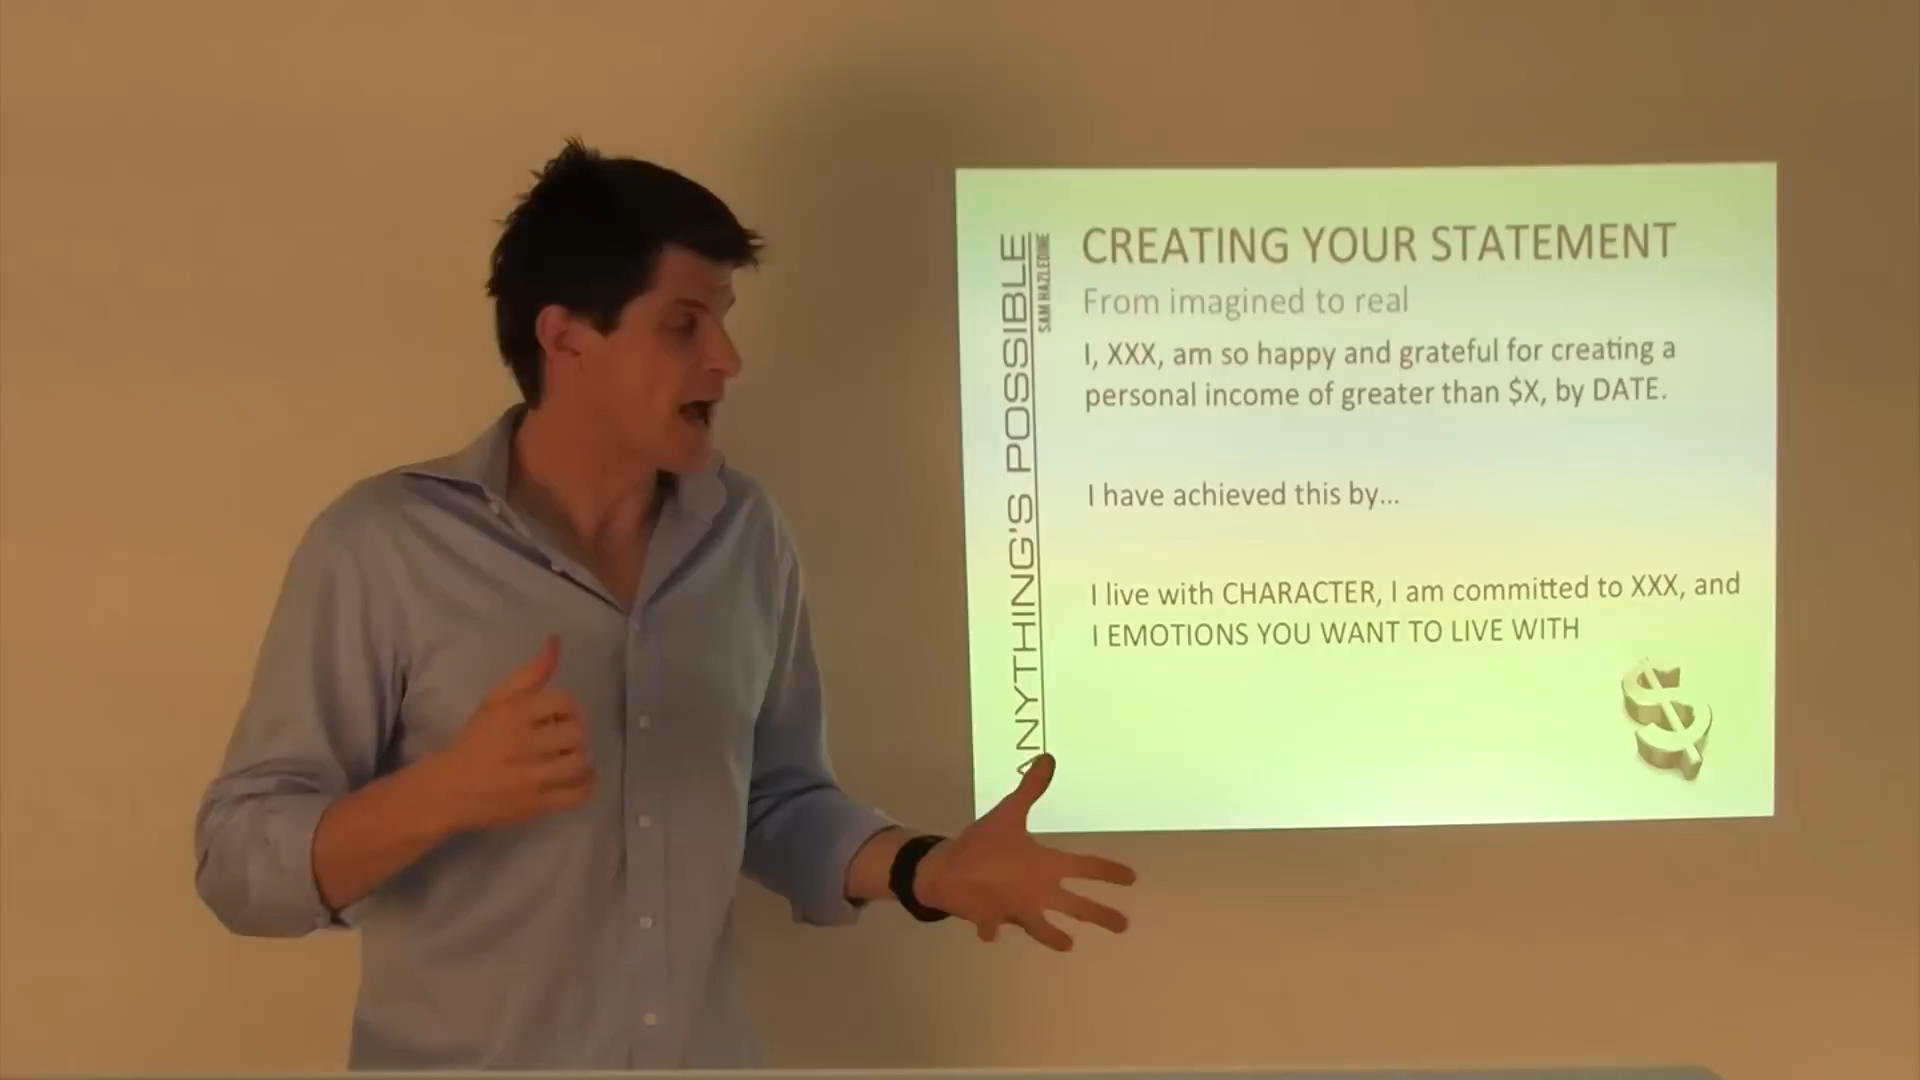 ANYTHING'S POSSIBLE
SAM HAZLEDINE
CREATING YOUR STATEMENT
From imagined to real
I, XXX, am so happy and grateful for creating a
personal income of greater than $X, by DATE.
I have achieved this by...
I live with CHARACTER, I am committed to XXX, and
I EMOTIONS YOU WANT TO LIVE WITH
$